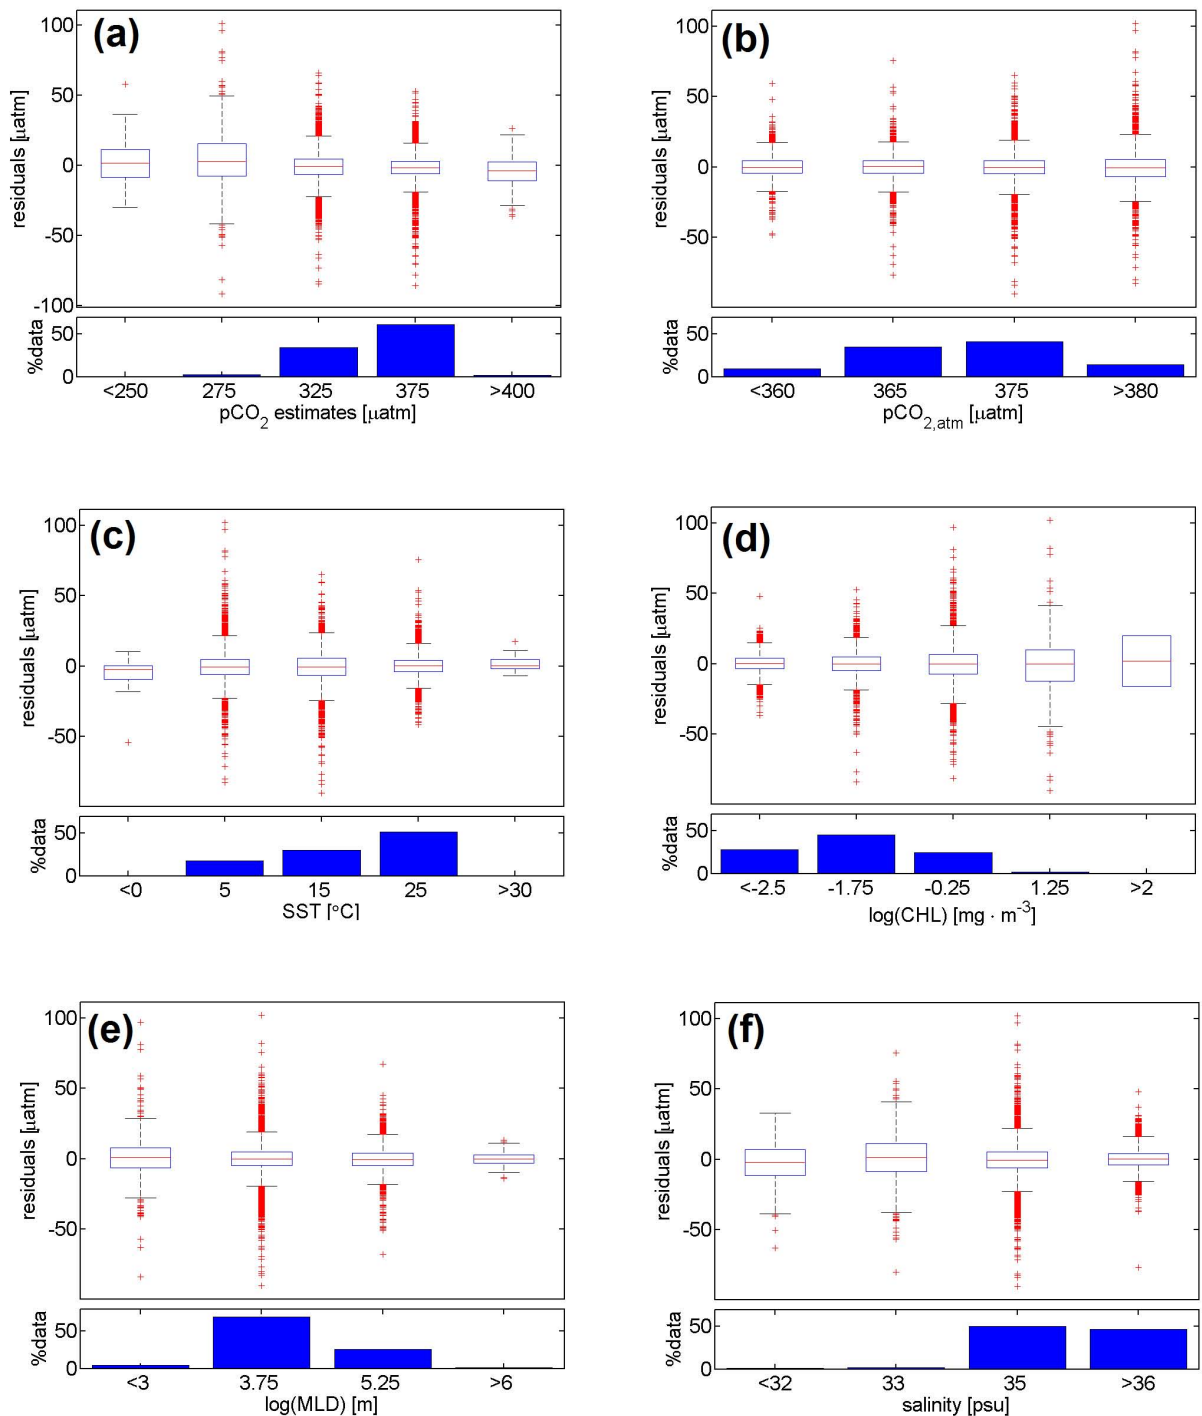 (a)
100
50
0
-50
-100
residuals [µatm]
50
0
%data
<250 275 325 375 >400
pCO2 estimates [µatm]
(b)
100
50
0
-50
residuals [µatm]
50
0
%data
<360 365 375 >380
pCO2,atm [µatm]
(c)
100
50
0
-50
residuals [µatm]
50
0
%data
<0 5 15 25 >30
SST [°C]
(d)
100
50
0
-50
residuals [µatm]
50
0
%data
<-2.5 -1.75 -0.25 1.25 >2
log(CHL) [mg · m-3]
(e)
100
50
0
-50
residuals [µatm]
50
0
%data
<3 3.75 5.25 >6
log(MLD) [m]
(f)
100
50
0
-50
residuals [µatm]
50
0
%data
<32 33 35 >36
salinity [psu]